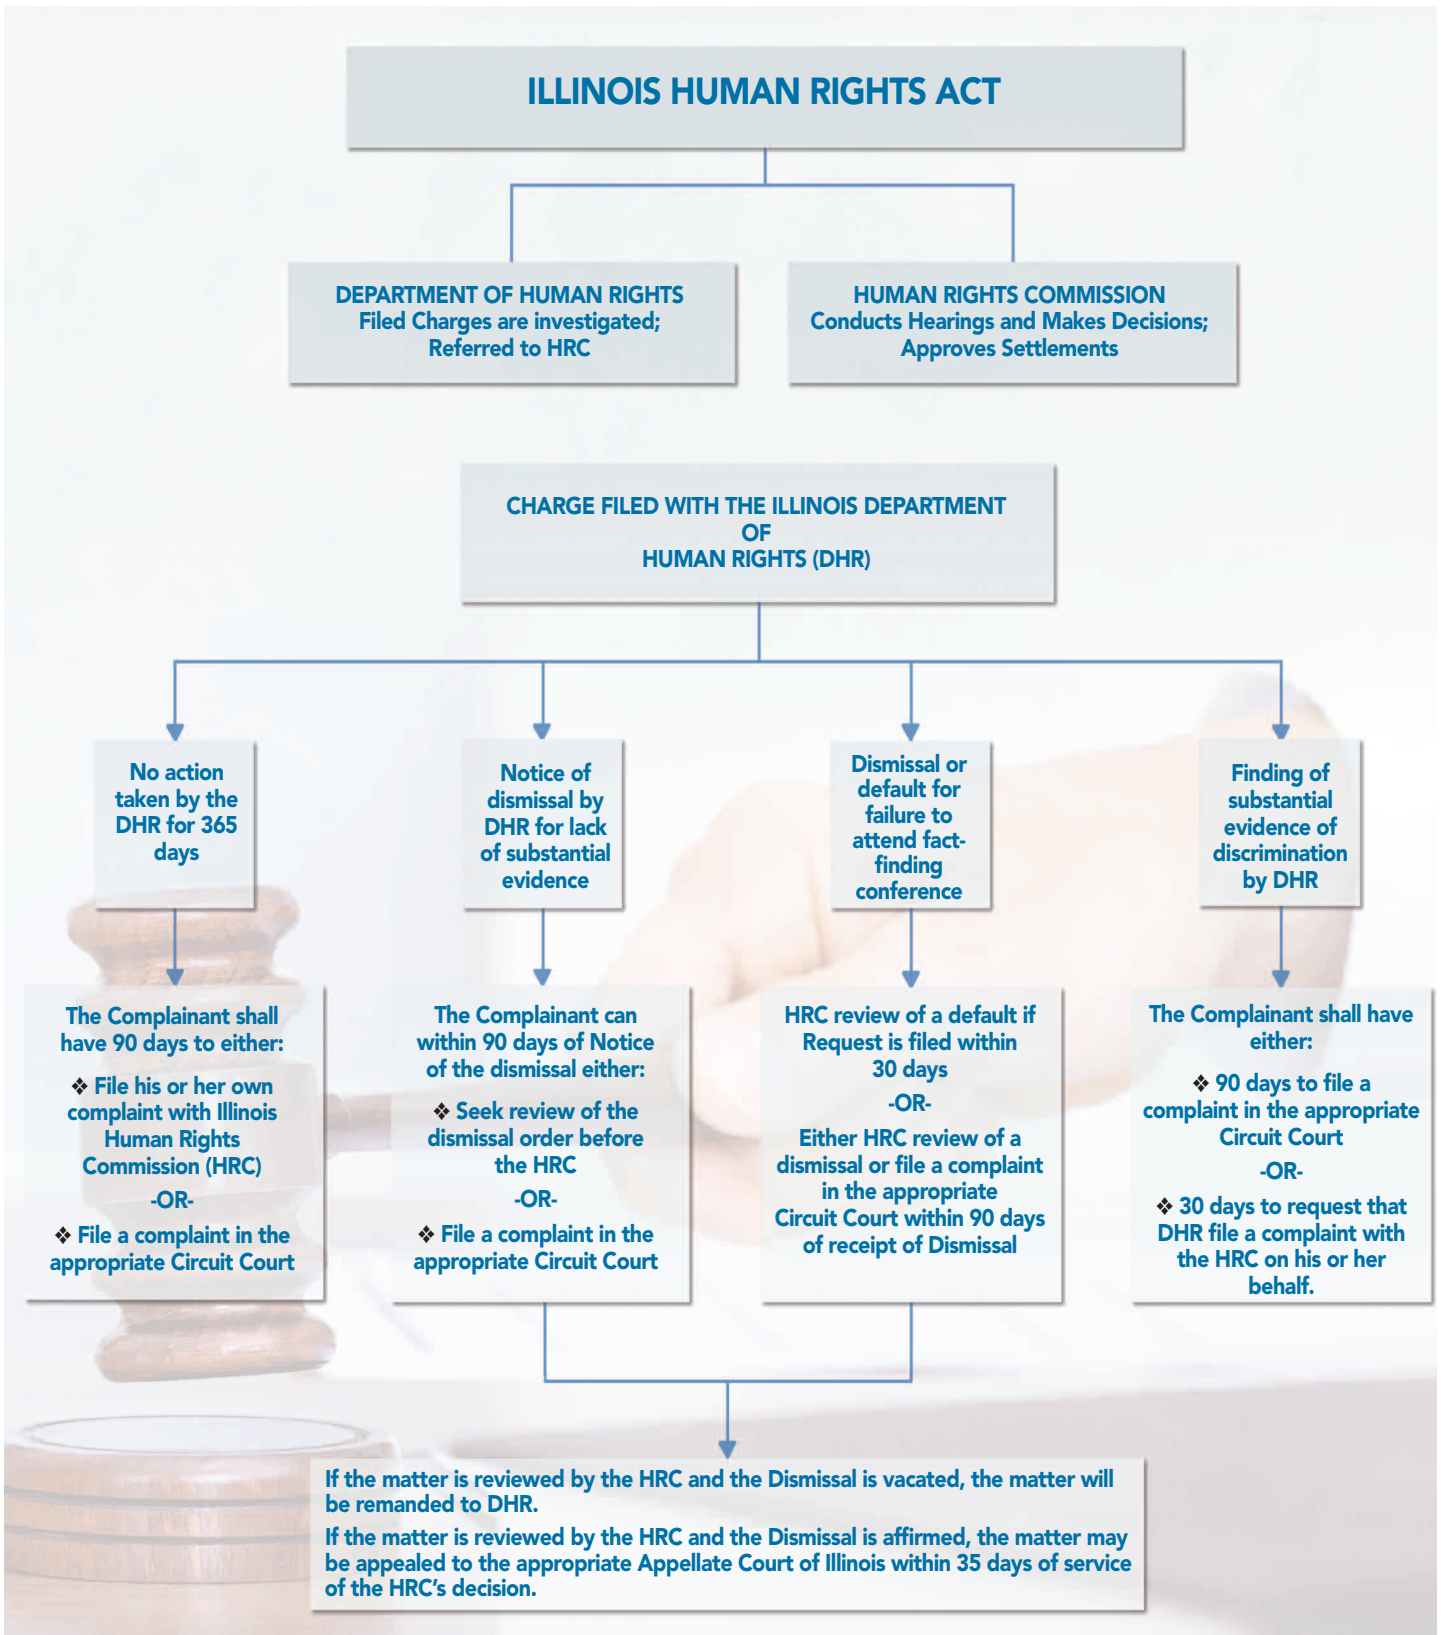 ILLINOIS HUMAN RIGHTS ACT
DEPARTMENT OF HUMAN RIGHTS
Filed Charges are investigated;
Referred to HRC
HUMAN RIGHTS COMMISSION
Conducts Hearings and Makes Decisions;
Approves Settlements
CHARGE FILED WITH THE ILLINOIS DEPARTMENT
OF
HUMAN RIGHTS (DHR)
No action
taken by the
DHR for 365
days
Notice of
dismissal by
DHR for lack
of substantial
evidence
Dismissal or
default for
failure to
attend fact-
finding
conference
Finding of
substantial
evidence of
discrimination
by DHR
The Complainant shall
have 90 days to either:
❖ File his or her own
complaint with Illinois
Human Rights
Commission (HRC)
-OR-
❖ File a complaint in the
appropriate Circuit Court
The Complainant can
within 90 days of Notice
of the dismissal either:
❖ Seek review of the
dismissal order before
the HRC
-OR-
❖ File a complaint in the
appropriate Circuit Court
HRC review of a default if
Request is filed within
30 days
-OR-
Either HRC review of a
dismissal or file a complaint
in the appropriate
Circuit Court within 90 days
of receipt of Dismissal
The Complainant shall have
either:
❖ 90 days to file a
complaint in the appropriate
Circuit Court
-OR-
❖ 30 days to request that
DHR file a complaint with
the HRC on his or her
behalf.
If the matter is reviewed by the HRC and the Dismissal is vacated, the matter will
be remanded to DHR.
If the matter is reviewed by the HRC and the Dismissal is affirmed, the matter may
be appealed to the appropriate Appellate Court of Illinois within 35 days of service
of the HRC’s decision.